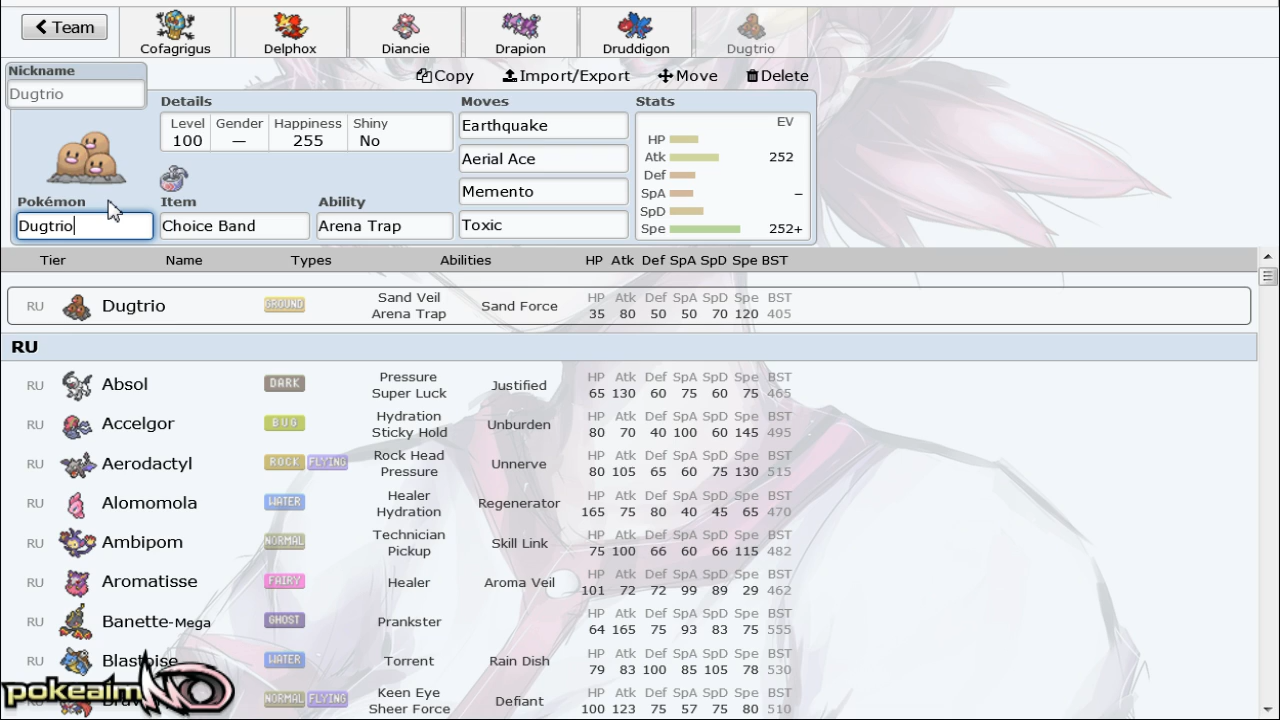 Team
Cofagrigus
Delphox
Diancie
Drapion
Druddigon
Dugtrio
Nickname
Dugtrio
Copy
Import/Export
Move
Delete
Details
Moves
Stats
Level
100
Gender
—
Happiness
255
Shiny
No
Pokémon
Dugtrio
Item
Choice Band
Ability
Arena Trap
Earthquake
Aerial Ace
Memento
Toxic
EV
HP
Atk 252
Def
SpA –
SpD
Spe 252+
Tier Name Types Abilities HP Atk Def SpA SpD Spe BST
RU Dugtrio GROUND Sand Veil Arena Trap Sand Force HP 35 Atk 80 Def 50 SpA 50 SpD 70 Spe 120 BST 405
RU
RU Absol DARK Pressure Super Luck Justified HP 65 Atk 130 Def 60 SpA 75 SpD 60 Spe 75 BST 465
RU Accelgor BUG Hydration Sticky Hold Unburden HP 80 Atk 70 Def 40 SpA 100 SpD 60 Spe 145 BST 495
RU Aerodactyl ROCK FLYING Rock Head Pressure Unnerve HP 80 Atk 105 Def 65 SpA 60 SpD 75 Spe 130 BST 515
RU Alomomola WATER Healer Hydration Regenerator HP 165 Atk 75 Def 80 SpA 40 SpD 45 Spe 65 BST 470
RU Ambipom NORMAL Technician Pickup Skill Link HP 75 Atk 100 Def 66 SpA 60 SpD 66 Spe 115 BST 482
RU Aromatisse FAIRY Healer Aroma Veil HP 101 Atk 72 Def 72 SpA 99 SpD 89 Spe 29 BST 462
RU Banette-Mega GHOST Prankster HP 64 Atk 165 Def 75 SpA 93 SpD 83 Spe 75 BST 555
RU Blastoise WATER Torrent Rain Dish HP 79 Atk 83 Def 100 SpA 85 SpD 105 Spe 78 BST 530
NORMAL FLYING Keen Eye Sheer Force Defiant HP 100 Atk 123 Def 75 SpA 57 SpD 75 Spe 80 BST 510
pokeaimMD